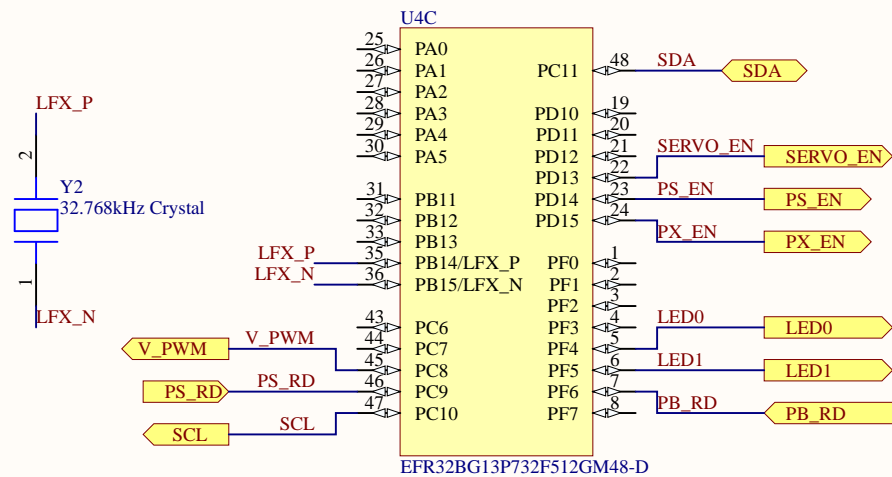 U4C
25 PA0
26 PA1
27 PA2
28 PA3
29 PA4
30 PA5
31 PB11
32 PB12
33 PB13
LFX_P 35 PB14/LFX_P
LFX_N 36 PB15/LFX_N
43 PC6
44 PC7
V_PWM V_PWM 45 PC8
PS_RD PS_RD 46 PC9
SCL SCL 47 PC10
PC11 48 SDA SDA
PD10 19
PD11 20
PD12 21
PD13 22 SERVO_EN SERVO_EN
PD14 23 PS_EN PS_EN
PD15 24 PX_EN PX_EN
PF0 1
PF1 2
PF2 3
PF3 4
PF4 5 LED0 LED0
PF5 6 LED1 LED1
PF6 7 PB_RD PB_RD
PF7 8
EFR32BG13P732F512GM48-D
LFX_P
2
Y2
32.768kHz Crystal
1
LFX_N